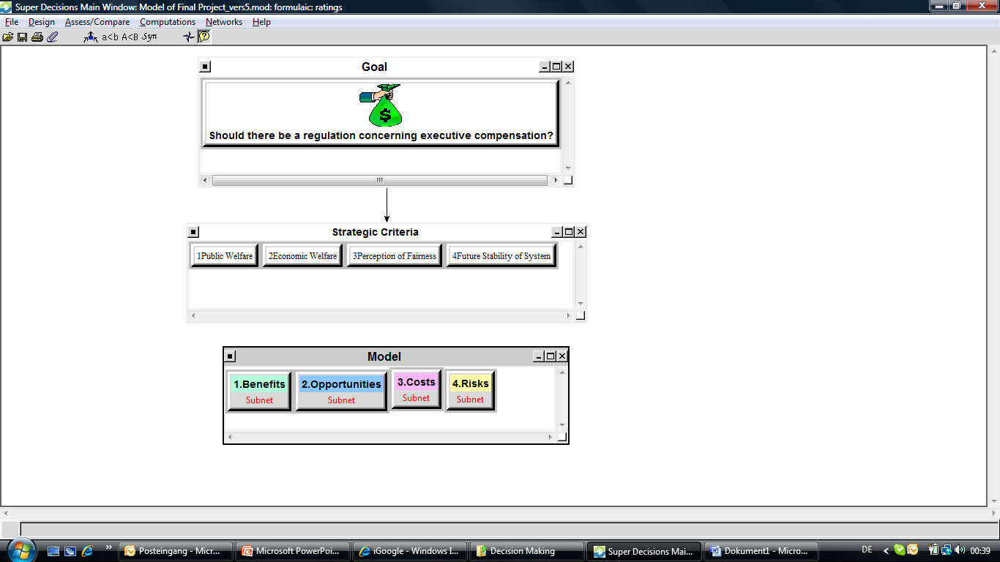 Super Decisions Main Window: Model of Final Project_vers5.mod: formulaic: ratings
File Design Assess/Compare Computations Networks Help
a<b A<B Syn
Goal
$
Should there be a regulation concerning executive compensation?
Strategic Criteria
1Public Welfare 2Economic Welfare 3Perception of Fairness 4Future Stability of System
Model
1.Benefits 2.Opportunities 3.Costs 4.Risks
Subnet Subnet Subnet Subnet
Posteingang - Micr... Microsoft PowerPoi... iGoogle - Windows I... Decision Making Super Decisions Mai... Dokument1 - Micro... DE 00:39